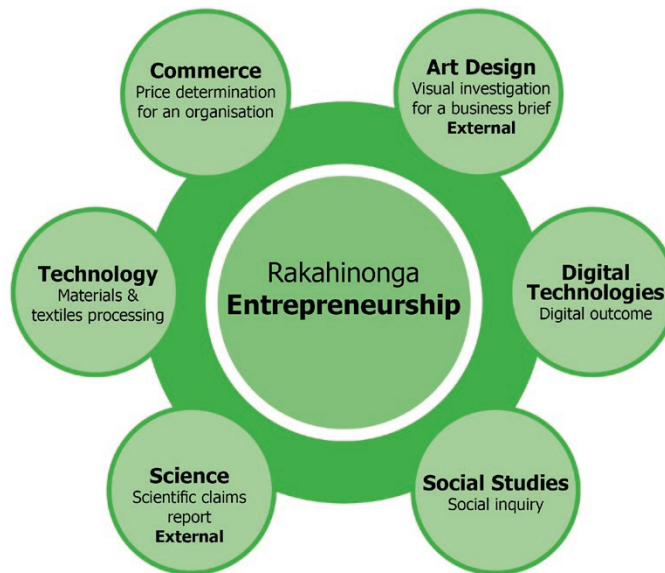 Commerce
Price determination
for an organisation
Art Design
Visual investigation
for a business brief
External
Technology
Materials &
textiles processing
Rakahinonga
Entrepreneurship
Digital
Technologies
Digital outcome
Science
Scientific claims
report
External
Social Studies
Social inquiry